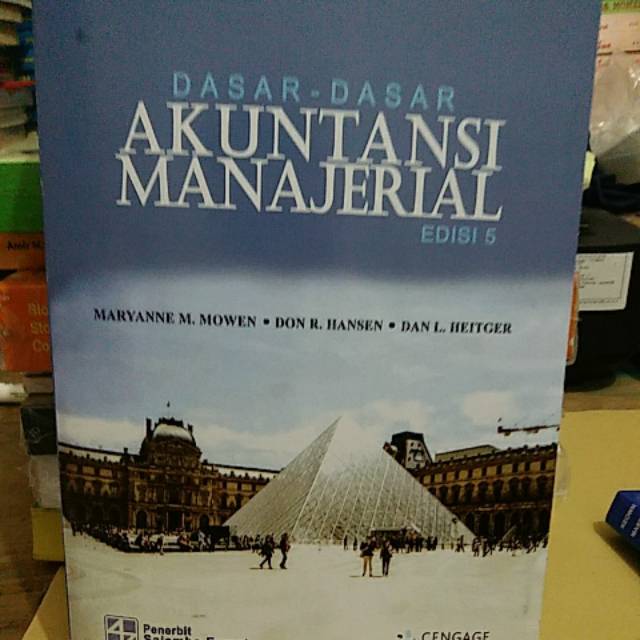 DASAR-DASAR
AKUNTANSI
MANAJERIAL
EDISI 5
MARYANNE M. MOWEN • DON R. HANSEN • DAN L. HEITGER
Penerbit
CENGAGE